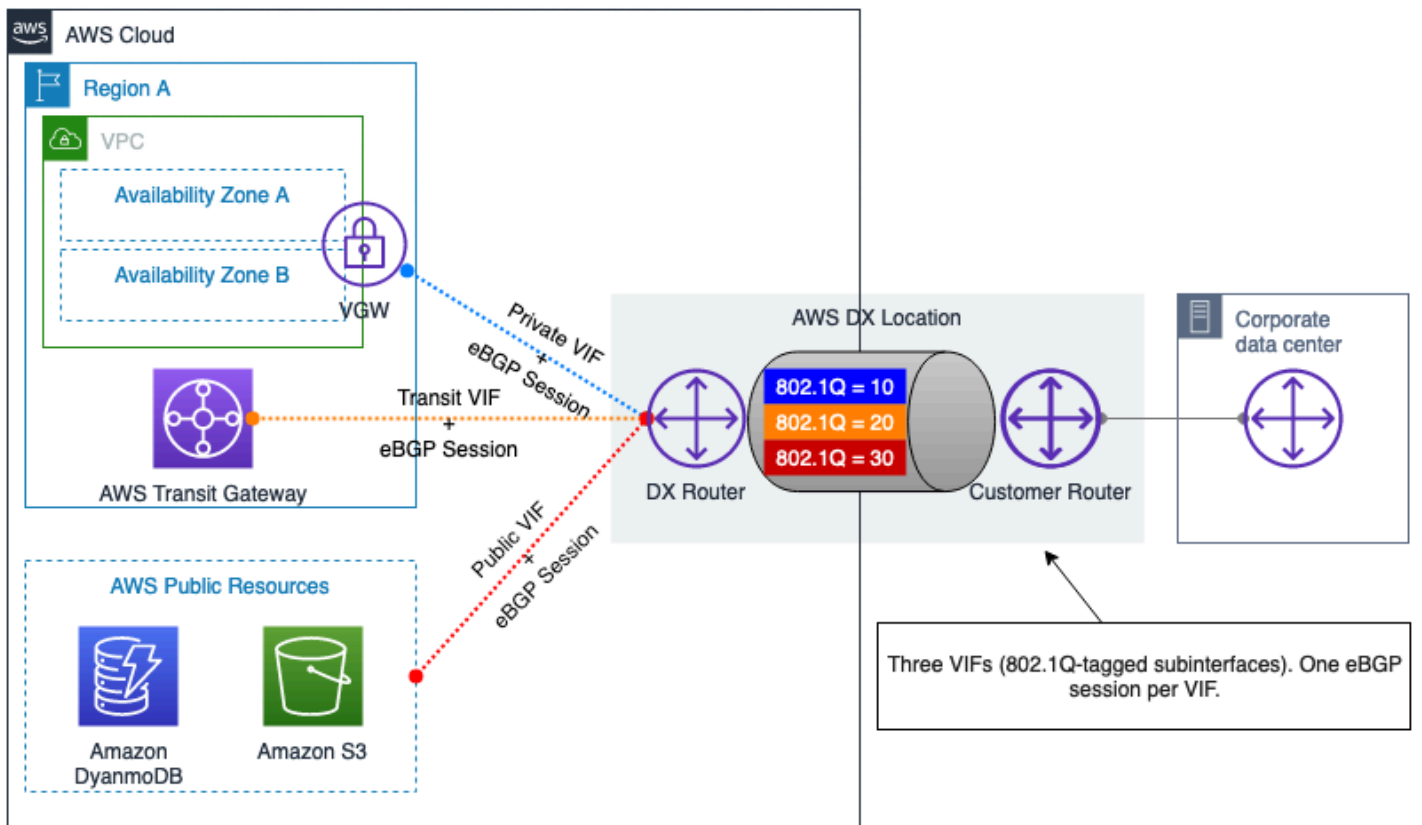 aws
AWS Cloud
Region A
VPC
Availability Zone A
Availability Zone B
VGW
Private VIF
+
eBGP Session
Transit VIF
+
eBGP Session
AWS Transit Gateway
Public VIF
+
eBGP Session
AWS Public Resources
Amazon
DyanmoDB
Amazon S3
AWS DX Location
802.1Q = 10
802.1Q = 20
802.1Q = 30
DX Router
Customer Router
Corporate
data center
Three VIFs (802.1Q-tagged subinterfaces). One eBGP
session per VIF.